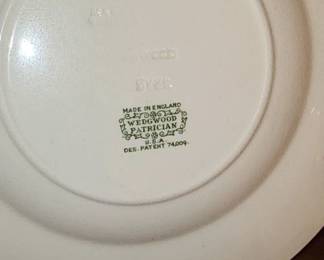 MADE IN ENGLAND
WEDGWOOD
PATRICIAN
U.S.A
DES. PATENT 74,009.